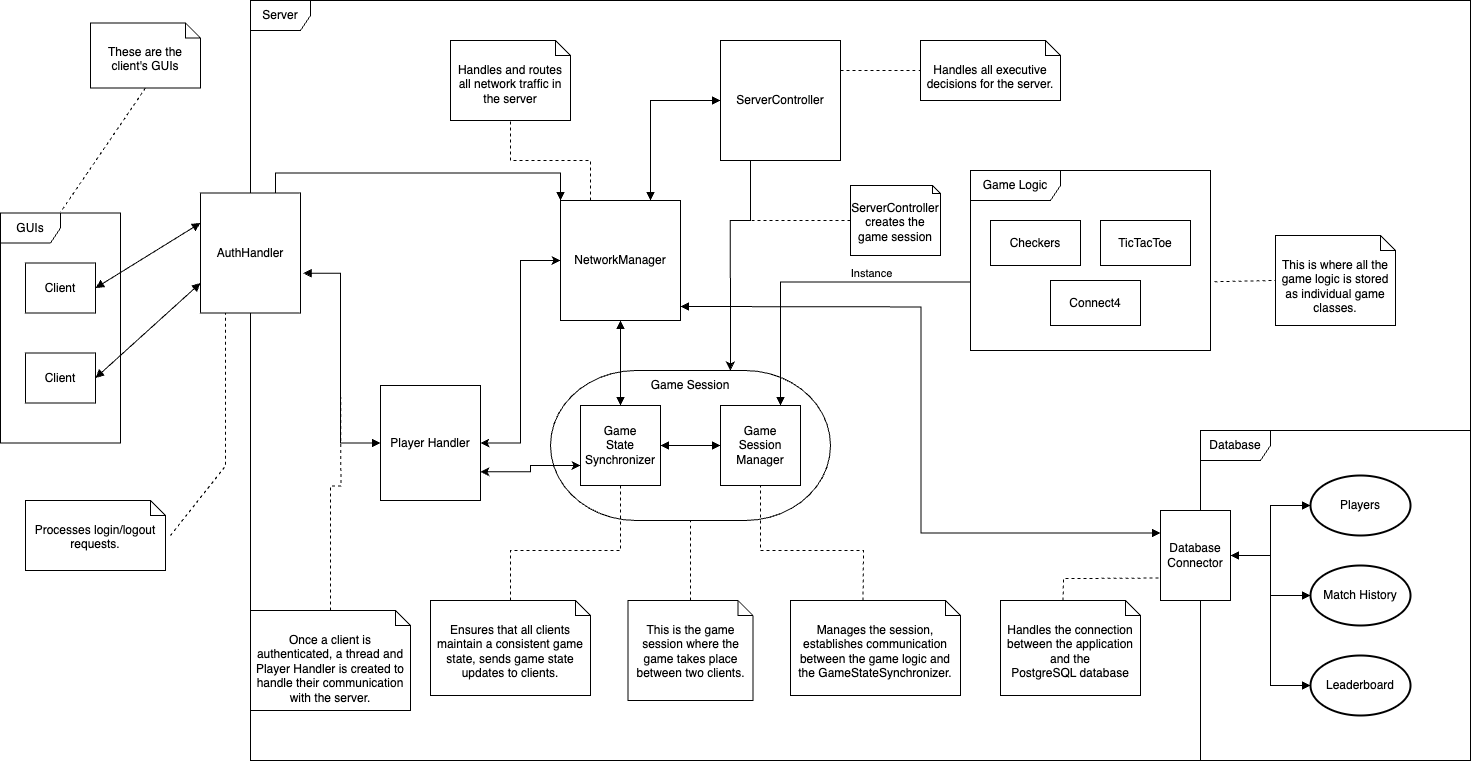 Server
These are the
client's GUIs
Handles and routes
all network traffic in
the server
ServerController
Handles all executive
decisions for the server.
GUIs
Client
Client
AuthHandler
NetworkManager
ServerController
creates the
game session
Instance
Game Logic
Checkers
TicTacToe
Connect4
This is where all the
game logic is stored
as individual game
classes.
Player Handler
Game Session
Game
State
Synchronizer
Game
Session
Manager
Database
Players
Match History
Leaderboard
Database
Connector
Processes login/logout
requests.
Once a client is
authenticated, a thread and
Player Handler is created to
handle their communication
with the server.
Ensures that all clients
maintain a consistent game
state, sends game state
updates to clients.
This is the game
session where the
game takes place
between two clients.
Manages the session,
establishes communication
between the game logic and
the GameStateSynchronizer.
Handles the connection
between the application
and the
PostgreSQL database